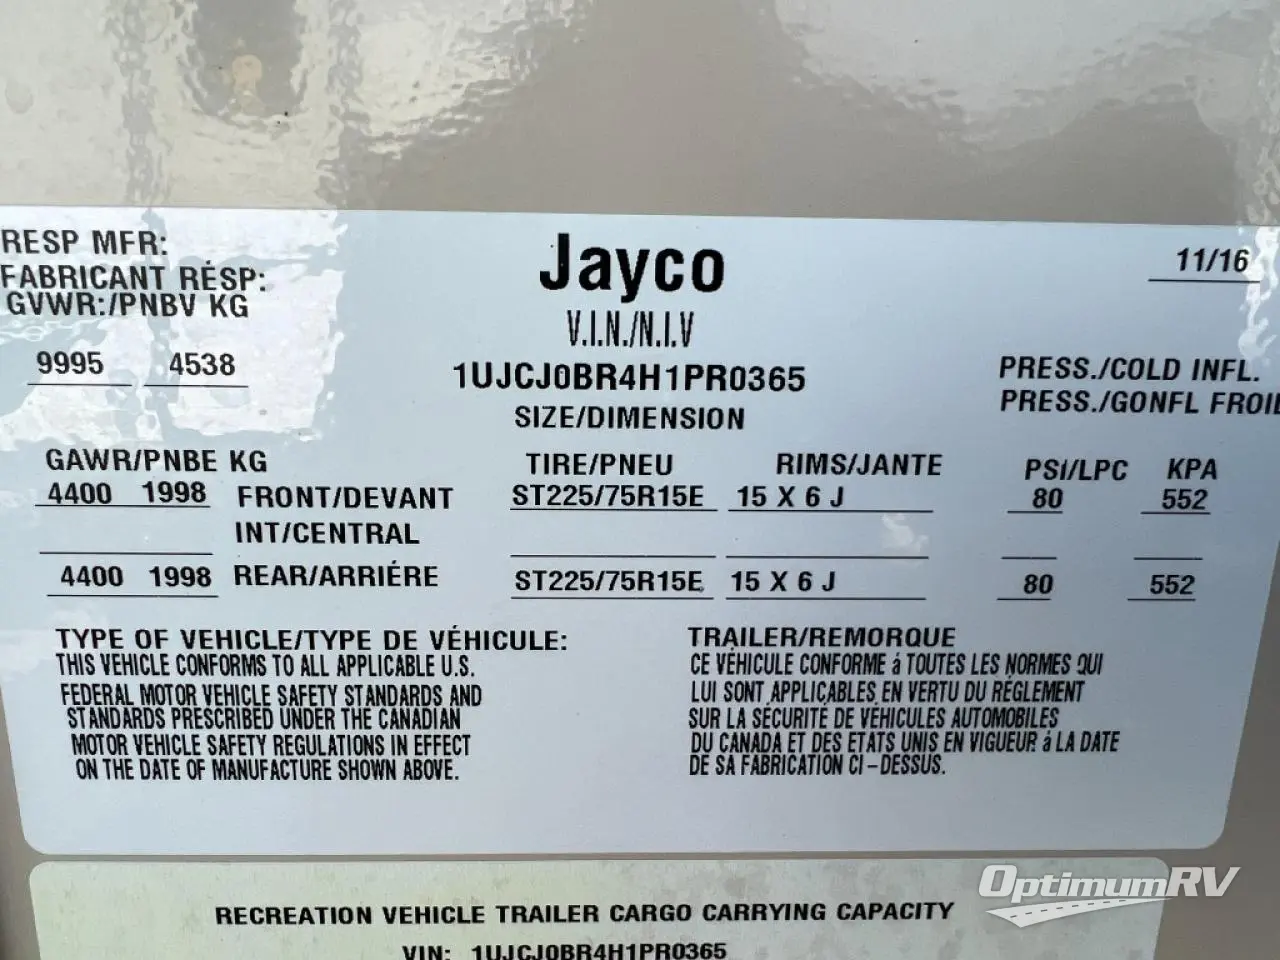 RESP MFR: Jayco 11/16
FABRICANT RÉSP:
GVWR:/PNBV KG
V.I.N./N.I.V
9995 4538
1UJCJ0BR4H1PR0365
PRESS./COLD INFL.
SIZE/DIMENSION
PRESS./GONFL FROI
GAWR/PNBE KG TIRE/PNEU RIMS/JANTE PSI/LPC KPA
4400 1998 FRONT/DEVANT ST225/75R15E 15 X 6 J 80 552
INT/CENTRAL
4400 1998 REAR/ARRIÉRE ST225/75R15E 15 X 6 J 80 552
TYPE OF VEHICLE/TYPE DE VÉHICULE: TRAILER/REMORQUE
THIS VEHICLE CONFORMS TO ALL APPLICABLE U.S.
FEDERAL MOTOR VEHICLE SAFETY STANDARDS AND
STANDARDS PRESCRIBED UNDER THE CANADIAN
MOTOR VEHICLE SAFETY REGULATIONS IN EFFECT
ON THE DATE OF MANUFACTURE SHOWN ABOVE.
CE VÉHICULE CONFORME á TOUTES LES NORMES QUI
LUI SONT APPLICABLES EN VERTU DU RÉGLEMENT
SUR LA SÉCURITÉ DE VÉHICULES AUTOMOBILES
DU CANADA ET DES ETATS UNIS EN VIGUEUR á LA DATE
DE SA FABRICATION CI-DESSUS.
OptimumRV
RECREATION VEHICLE TRAILER CARGO CARRYING CAPACITY
VIN: 1UJCJ0BR4H1PR0365